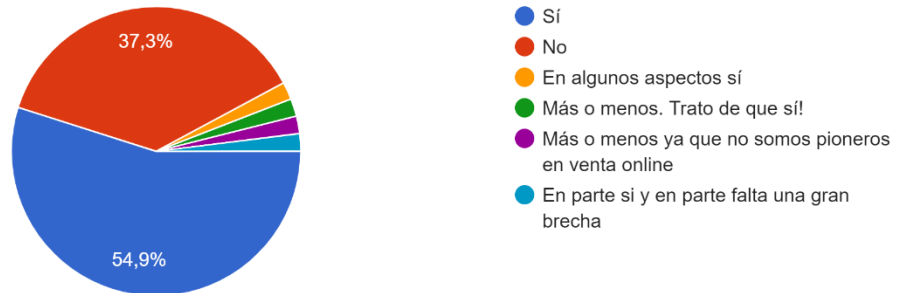 37,3%
54,9%
Sí
No
En algunos aspectos sí
Más o menos. Trato de que sí!
Más o menos ya que no somos pioneros
en venta online
En parte si y en parte falta una gran
brecha